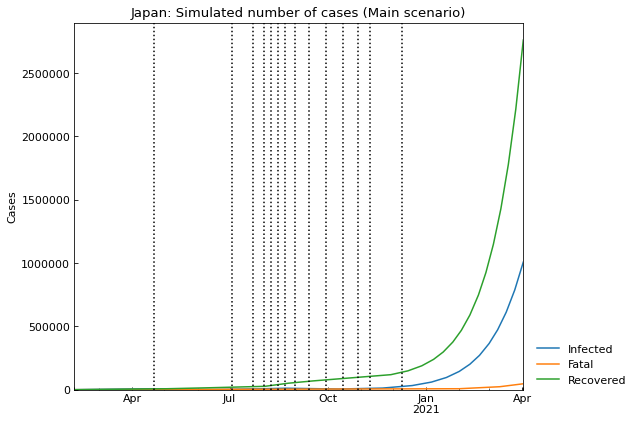 Japan: Simulated number of cases (Main scenario)
Cases
2500000
2000000
1500000
1000000
500000
0
Apr
Jul
Oct
Jan
2021
Apr
Infected
Fatal
Recovered